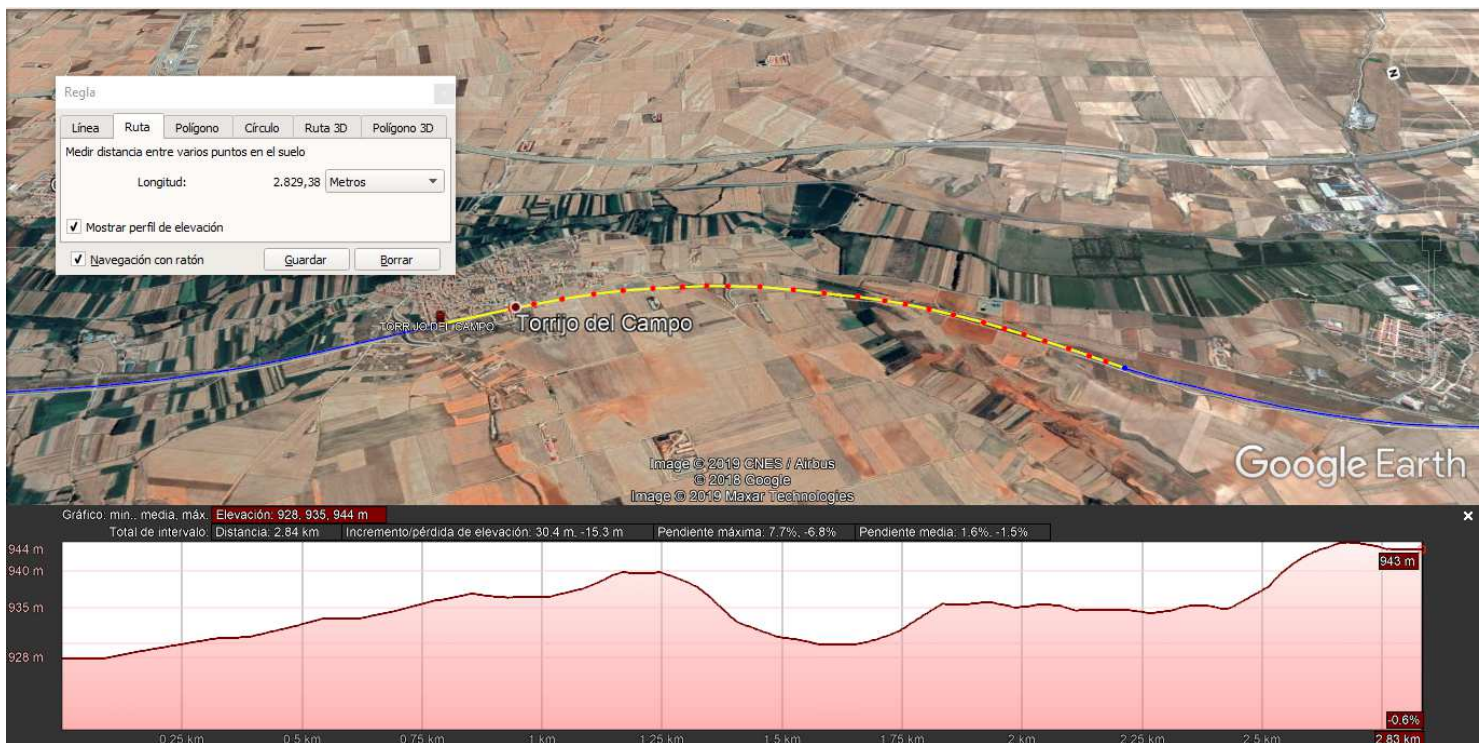 Regla
Línea Ruta Polígono Círculo Ruta 3D Polígono 3D
Medir distancia entre varios puntos en el suelo
Longitud: 2.829,38 Metros
Mostrar perfil de elevación
Navegación con ratón Guardar Borrar
TORRIJO DEL CAMPO
Torrijo del Campo
Image © 2019 CNES / Airbus
© 2018 Google
Image © 2019 Maxar Technologies
Google Earth
Gráfico: min., media, máx. Elevación: 928, 935, 944 m
Total de intervalo: Distancia: 2.84 km Incremento/pérdida de elevación: 30.4 m, -15.3 m Pendiente máxima: 7.7%, -6.8% Pendiente media: 1.6%, -1.5%
944 m
943 m
940 m
935 m
928 m
-0.6%
0.25 km 0.5 km 0.75 km 1 km 1.25 km 1.5 km 1.75 km 2 km 2.25 km 2.5 km 2.83 km